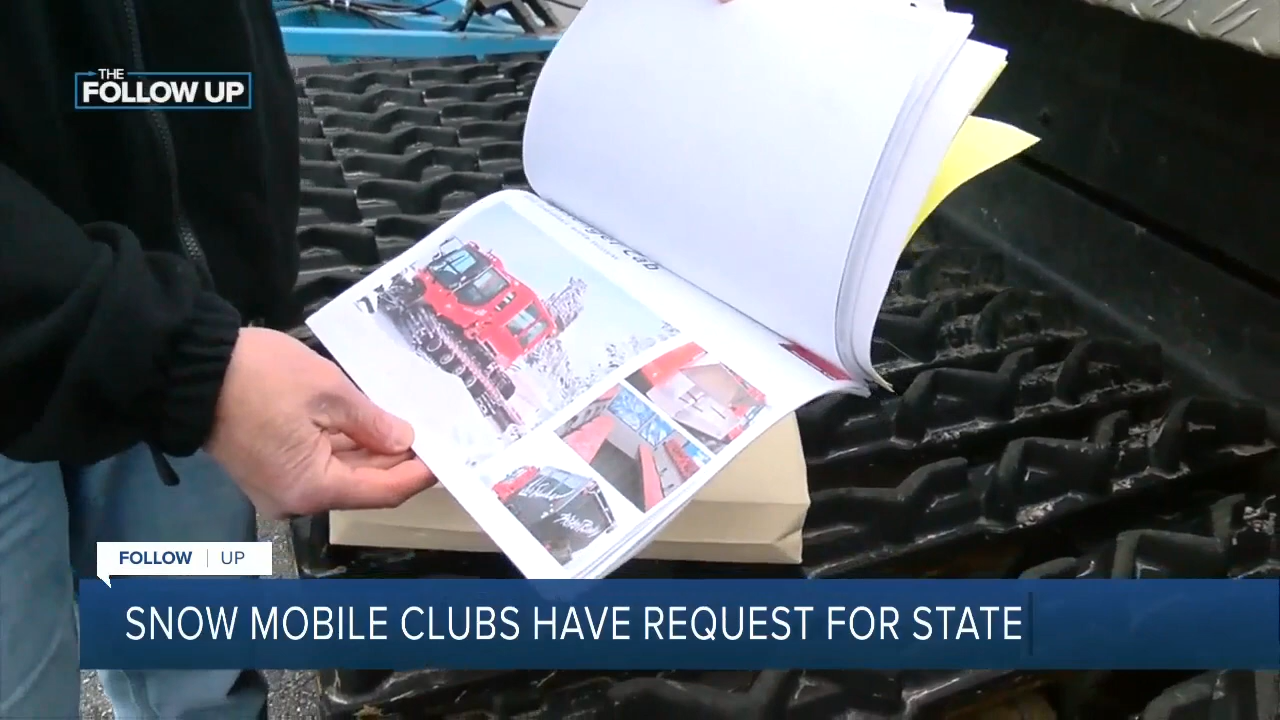 THE
FOLLOW UP
FOLLOW | UP
SNOW MOBILE CLUBS HAVE REQUEST FOR STATE